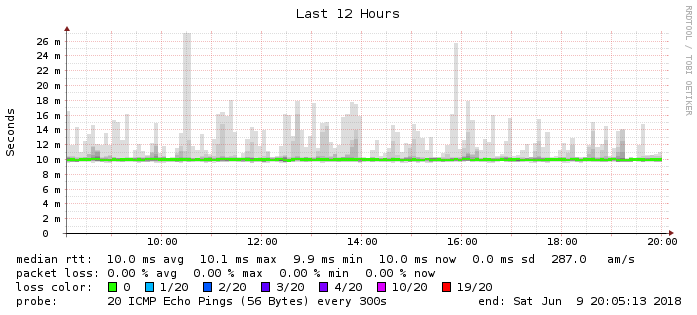 Last 12 Hours
RRDTOOL / TOBI OETIKER
Seconds
26 m
24 m
22 m
20 m
18 m
16 m
14 m
12 m
10 m
8 m
6 m
4 m
2 m
0
10:00 12:00 14:00 16:00 18:00 20:00
median rtt: 10.0 ms avg 10.1 ms max 9.9 ms min 10.0 ms now 0.0 ms sd 287.0 am/s
packet loss: 0.00 % avg 0.00 % max 0.00 % min 0.00 % now
loss color: 0 1/20 2/20 3/20 4/20 10/20 19/20
probe: 20 ICMP Echo Pings (56 Bytes) every 300s end: Sat Jun 9 20:05:13 2018